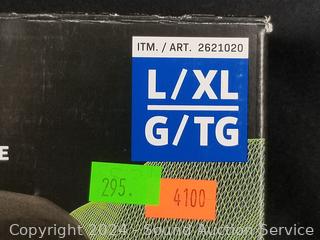 ITM. / ART. 2621020
L/XL
G/TG
E
295.
4100
Copyright © 2024 - Sound Auction Service